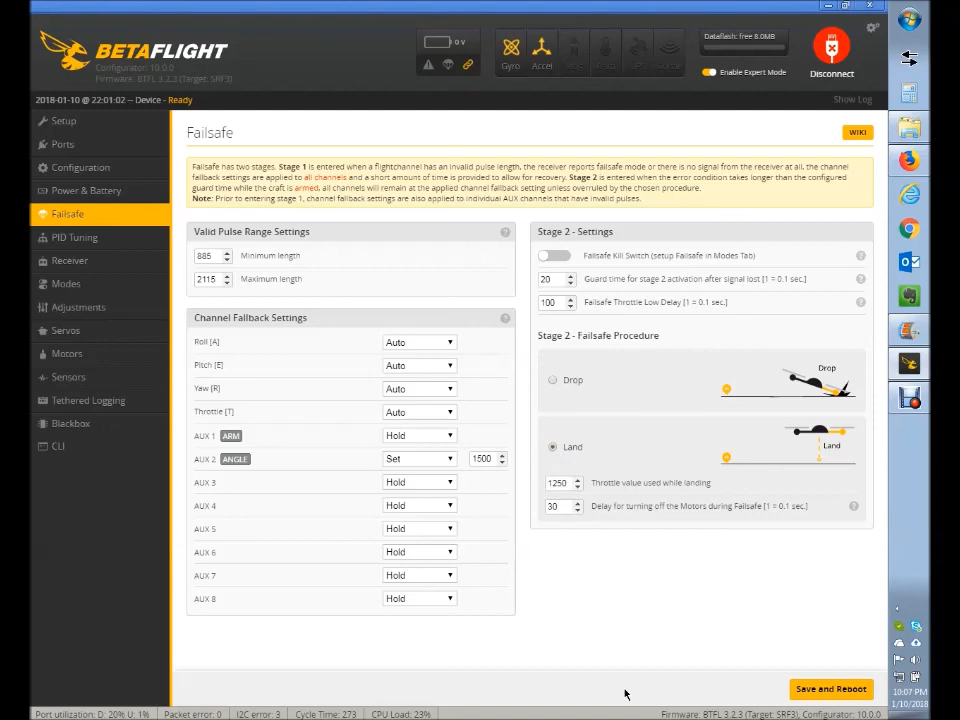 BETAFLIGHT
Configurator: 10.0.0
Firmware: BTFL 3.2.3 (Target: SRF3)
0 V
Gyro
Accel
Dataflash: free 8.0MB
Enable Expert Mode
Disconnect
2018-01-10 @ 22:01:02 -- Device - Ready
Show Log
Setup
Ports
Configuration
Power & Battery
Failsafe
PID Tuning
Receiver
Modes
Adjustments
Servos
Motors
Sensors
Tethered Logging
Blackbox
CLI
Failsafe
WIKI
Failsafe has two stages. Stage 1 is entered when a flightchannel has an invalid pulse length, the receiver reports failsafe mode or there is no signal from the receiver at all, the channel
fallback settings are applied to all channels and a short amount of time is provided to allow for recovery. Stage 2 is entered when the error condition takes longer than the configured
guard time while the craft is armed, all channels will remain at the applied channel fallback setting unless overruled by the chosen procedure.
Note: Prior to entering stage 1, channel fallback settings are also applied to individual AUX channels that have invalid pulses.
Valid Pulse Range Settings
885 Minimum length
2115 Maximum length
Channel Fallback Settings
Roll [A] Auto
Pitch [E] Auto
Yaw [R] Auto
Throttle [T] Auto
AUX 1 ARM Hold
AUX 2 ANGLE Set 1500
AUX 3 Hold
AUX 4 Hold
AUX 5 Hold
AUX 6 Hold
AUX 7 Hold
AUX 8 Hold
Stage 2 - Settings
Failsafe Kill Switch (setup Failsafe in Modes Tab)
20 Guard time for stage 2 activation after signal lost [1 = 0.1 sec.]
100 Failsafe Throttle Low Delay [1 = 0.1 sec.]
Stage 2 - Failsafe Procedure
Drop
Drop
Land
Land
1250 Throttle value used while landing
30 Delay for turning off the Motors during Failsafe [1 = 0.1 sec.]
Save and Reboot
Port utilization: D: 20% U: 1%
Packet error: 0
I2C error: 3
Cycle Time: 273
CPU Load: 23%
Firmware: BTFL 3.2.3 (Target: SRF3), Configurator: 10.0.0
10:07 PM
1/10/2018